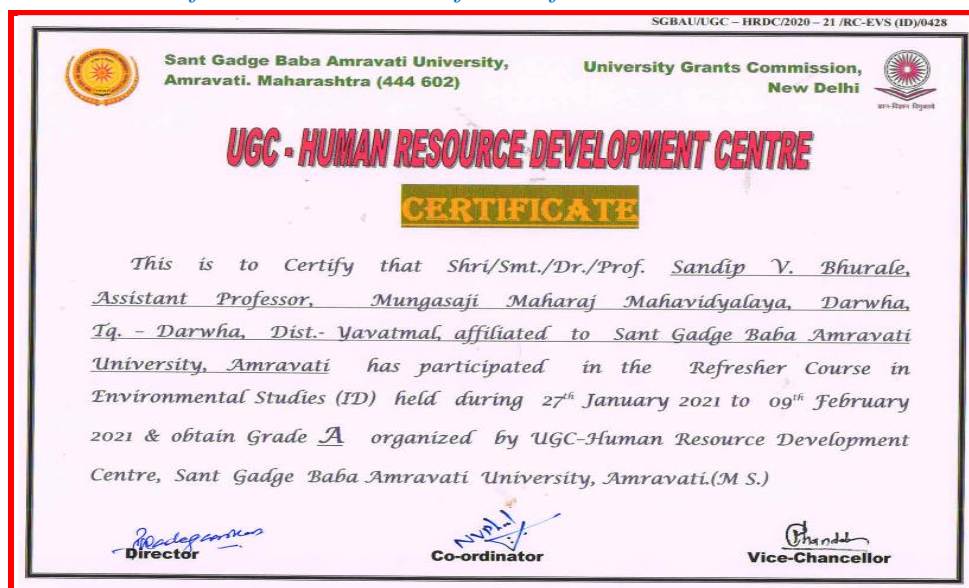 SGBAU/UGC – HRDC/2020 – 21 /RC-EVS (ID)/0428
Sant Gadge Baba Amravati University,
Amravati. Maharashtra (444 602)
University Grants Commission,
New Delhi
ज्ञान-विज्ञान विमुक्तये
UGC - HUMAN RESOURCE DEVELOPMENT CENTRE
CERTIFICATE
This is to Certify that Shri/Smt./Dr./Prof. Sandip V. Bhurale,
Assistant Professor, Mungasaji Maharaj Mahavidyalaya, Darwha,
Tq. – Darwha, Dist.- Yavatmal, affiliated to Sant Gadge Baba Amravati
University, Amravati has participated in the Refresher Course in
Environmental Studies (ID) held during 27th January 2021 to 09th February
2021 & obtain Grade A organized by UGC-Human Resource Development
Centre, Sant Gadge Baba Amravati University, Amravati.(M S.)
Director
Co-ordinator
Vice-Chancellor